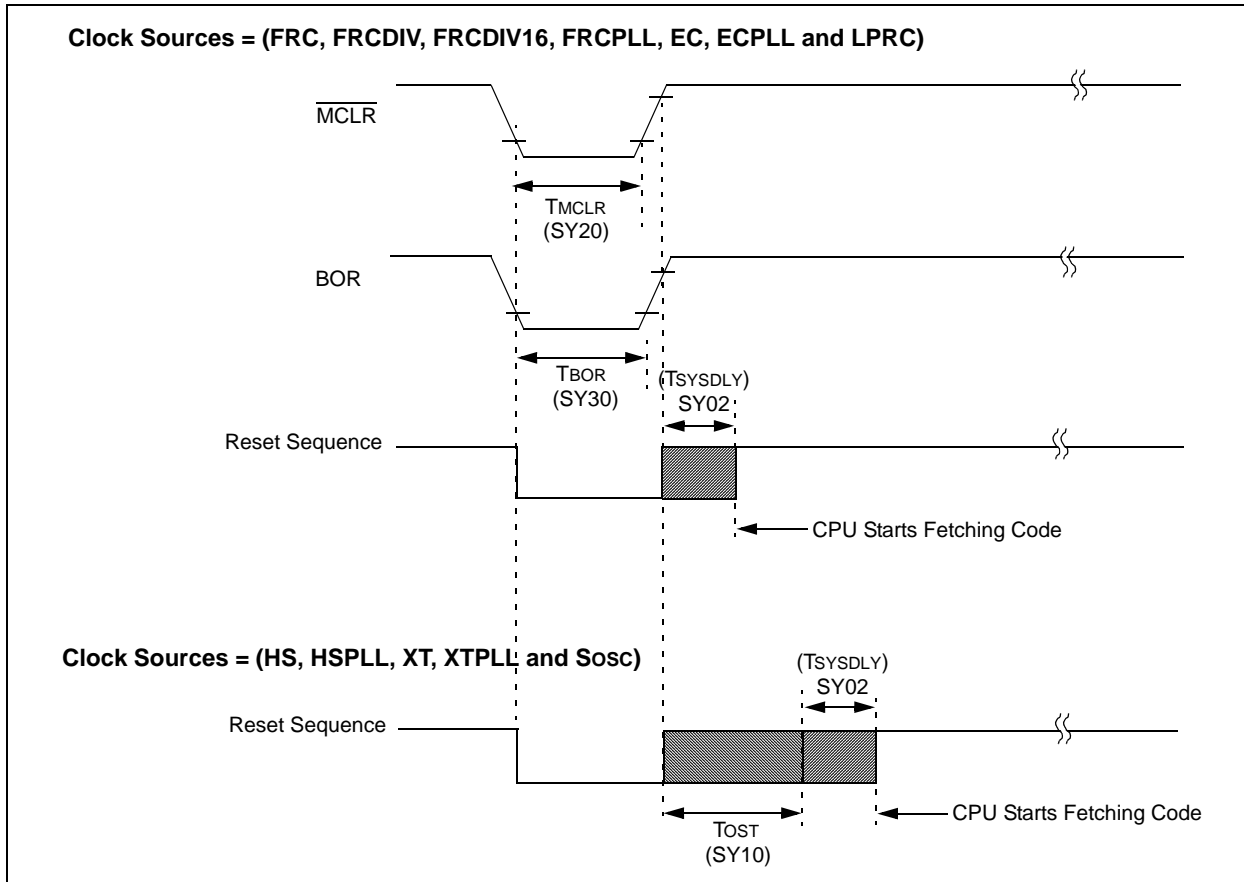 Clock Sources = (FRC, FRCDIV, FRCDIV16, FRCPLL, EC, ECPLL and LPRC)
MCLR
TMCLR
(SY20)
BOR
TBOR
(SY30)
(TSYSDLY)
SY02
Reset Sequence
CPU Starts Fetching Code
Clock Sources = (HS, HSPLL, XT, XTPLL and SOSC)
(TSYSDLY)
SY02
Reset Sequence
CPU Starts Fetching Code
TOST
(SY10)